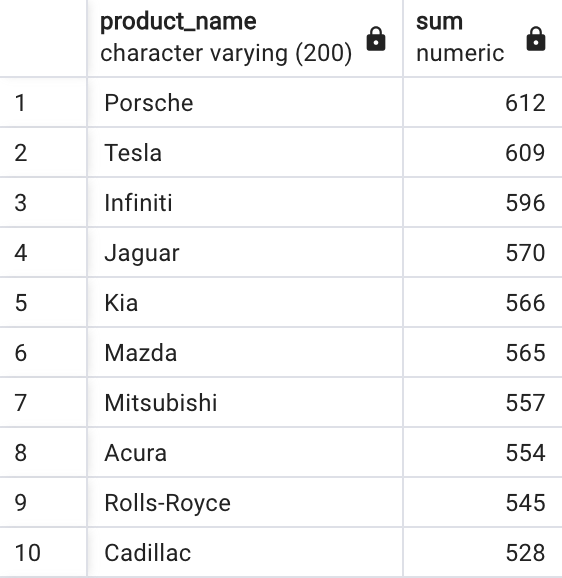 product_name sum
character varying (200) numeric
1 Porsche 612
2 Tesla 609
3 Infiniti 596
4 Jaguar 570
5 Kia 566
6 Mazda 565
7 Mitsubishi 557
8 Acura 554
9 Rolls-Royce 545
10 Cadillac 528